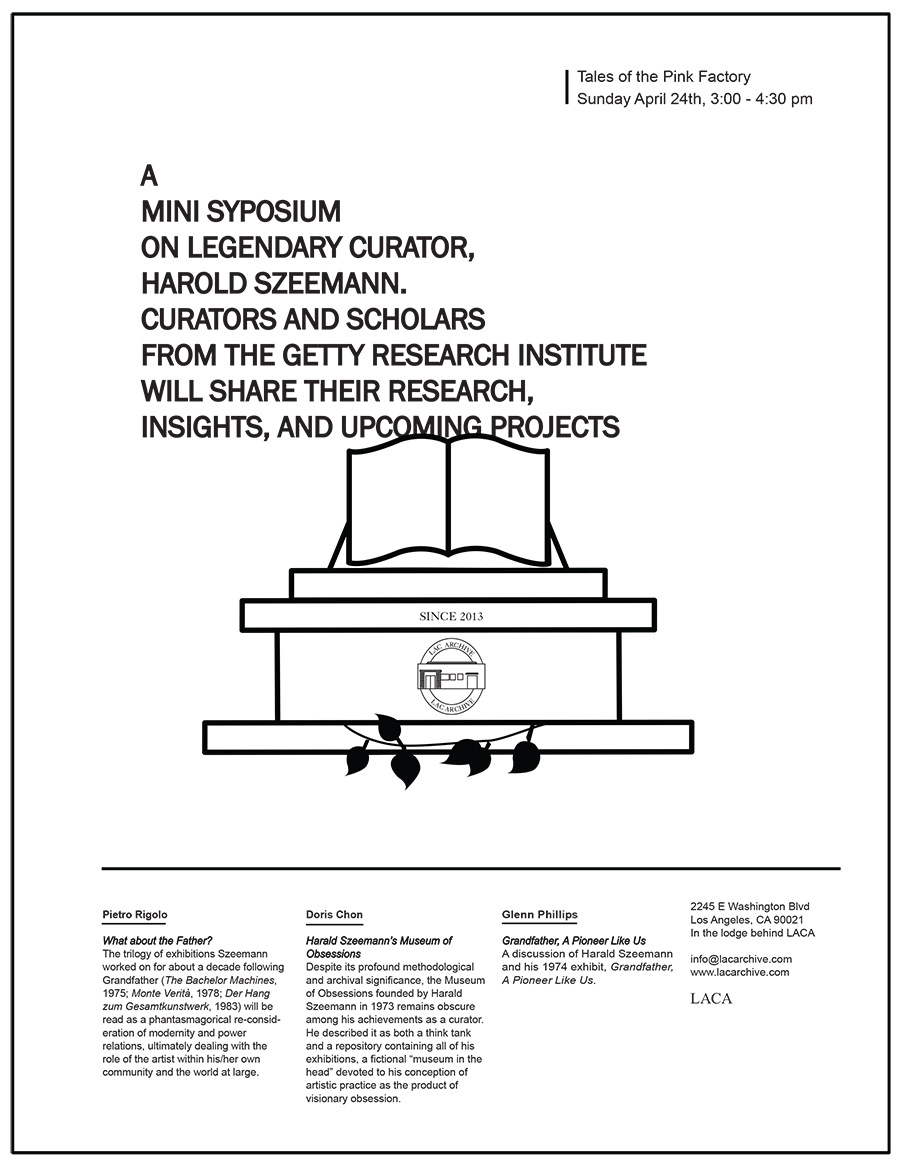 Tales of the Pink Factory
Sunday April 24th, 3:00 - 4:30 pm
A
MINI SYPOSIUM
ON LEGENDARY CURATOR,
HAROLD SZEEMANN.
CURATORS AND SCHOLARS
FROM THE GETTY RESEARCH INSTITUTE
WILL SHARE THEIR RESEARCH,
INSIGHTS, AND UPCOMING PROJECTS
SINCE 2013
LAC ARCHIVE
LAC ARCHIVE
Pietro Rigolo
What about the Father?
The trilogy of exhibitions Szeemann
worked on for about a decade following
Grandfather (The Bachelor Machines,
1975; Monte Verità, 1978; Der Hang
zum Gesamtkunstwerk, 1983) will be
read as a phantasmagorical re-consid-
eration of modernity and power
relations, ultimately dealing with the
role of the artist within his/her own
community and the world at large.
Doris Chon
Harald Szeemann's Museum of
Obsessions
Despite its profound methodological
and archival significance, the Museum
of Obsessions founded by Harald
Szeemann in 1973 remains obscure
among his achievements as a curator.
He described it as both a think tank
and a repository containing all of his
exhibitions, a fictional “museum in the
head” devoted to his conception of
artistic practice as the product of
visionary obsession.
Glenn Phillips
Grandfather, A Pioneer Like Us
A discussion of Harald Szeemann
and his 1974 exhibit, Grandfather,
A Pioneer Like Us.
2245 E Washington Blvd
Los Angeles, CA 90021
In the lodge behind LACA
info@lacarchive.com
www.lacarchive.com
LACA